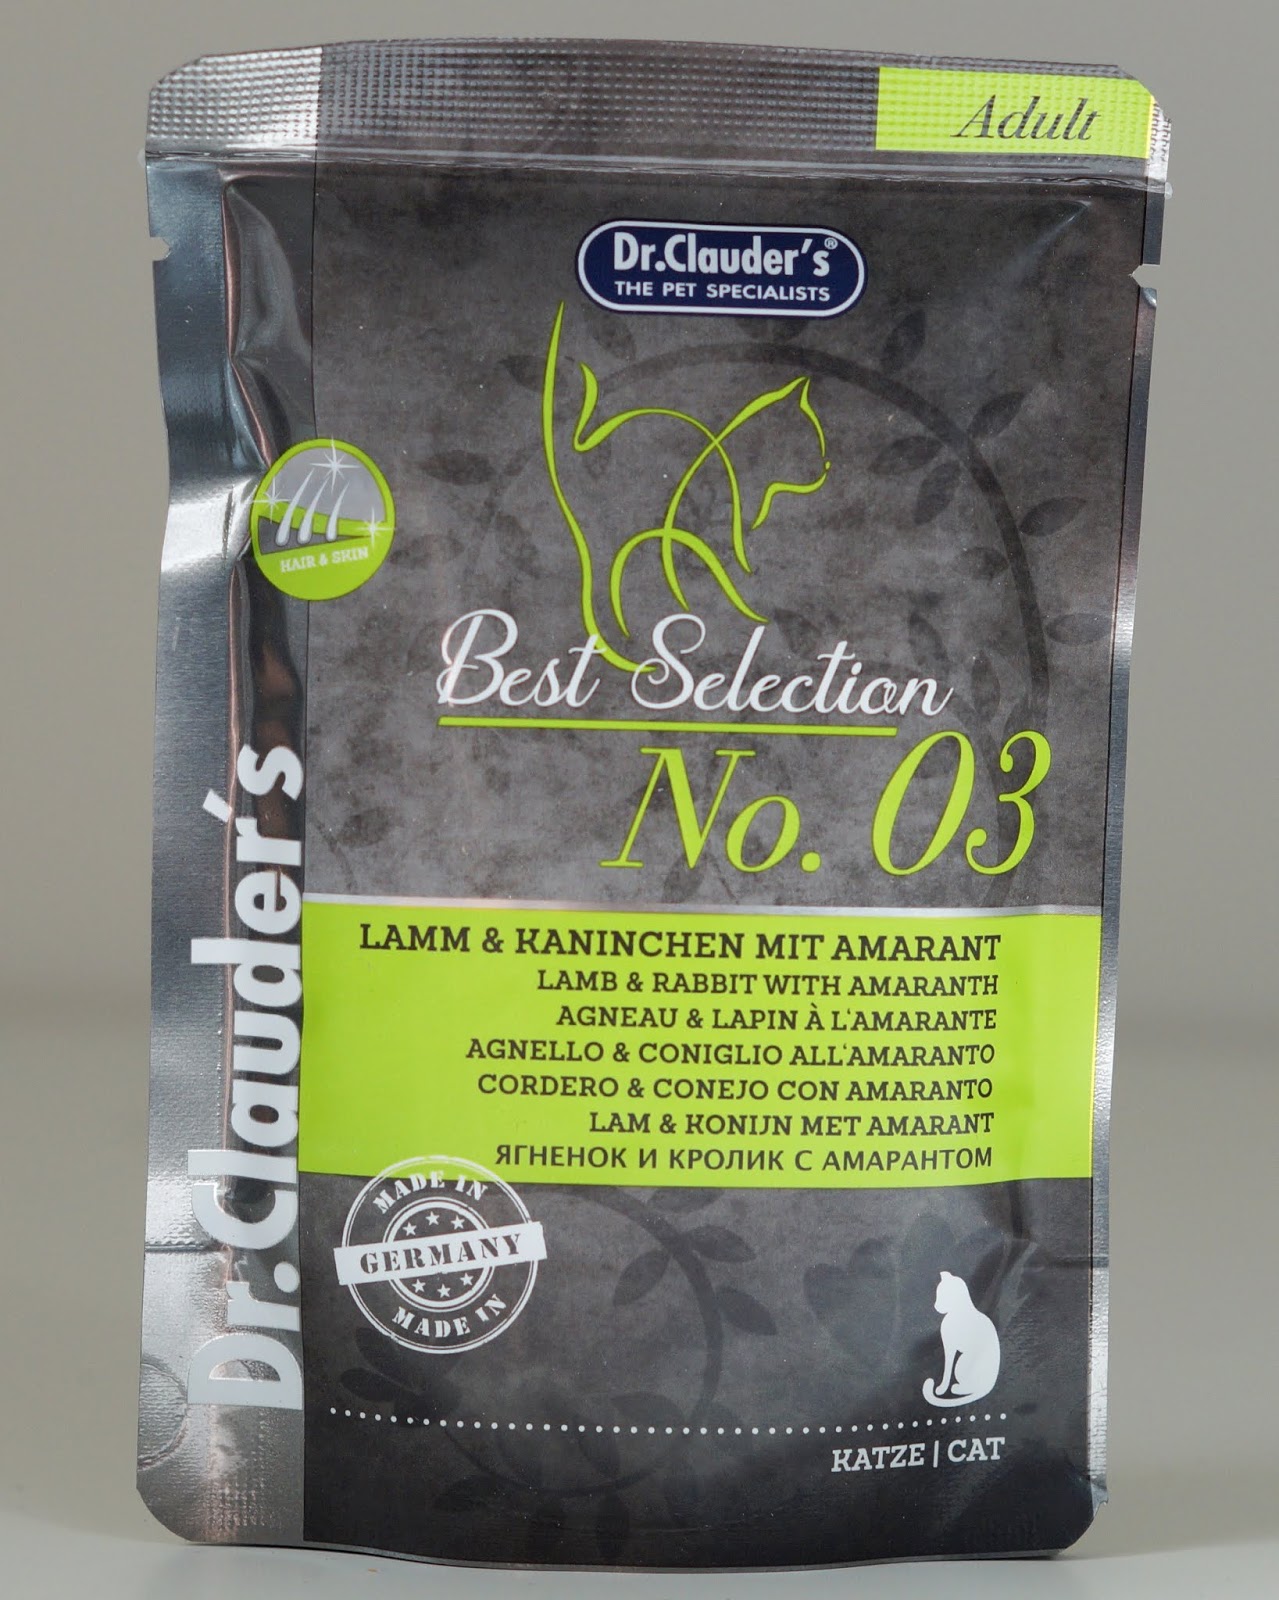 Adult
Dr.Clauder's®
THE PET SPECIALISTS
HAIR & SKIN
Best Selection
No. 03
Dr.Clauder's
LAMM & KANINCHEN MIT AMARANT
LAMB & RABBIT WITH AMARANTH
AGNEAU & LAPIN À L'AMARANTE
AGNELLO & CONIGLIO ALL'AMARANTO
CORDERO & CONEJO CON AMARANTO
LAM & KONIJN MET AMARANT
ЯГНЕНОК И КРОЛИК С АМАРАНТОМ
MADE IN
GERMANY
MADE IN
KATZE | CAT